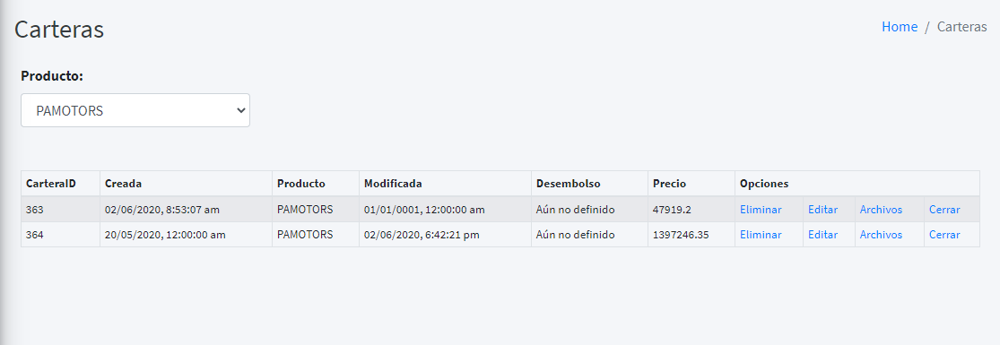 Carteras
Home / Carteras
Producto:
PAMOTORS
CarteraID Creada Producto Modificada Desembolso Precio Opciones
363 02/06/2020, 8:53:07 am PAMOTORS 01/01/0001, 12:00:00 am Aún no definido 47919.2 Eliminar Editar Archivos Cerrar
364 20/05/2020, 12:00:00 am PAMOTORS 02/06/2020, 6:42:21 pm Aún no definido 1397246.35 Eliminar Editar Archivos Cerrar